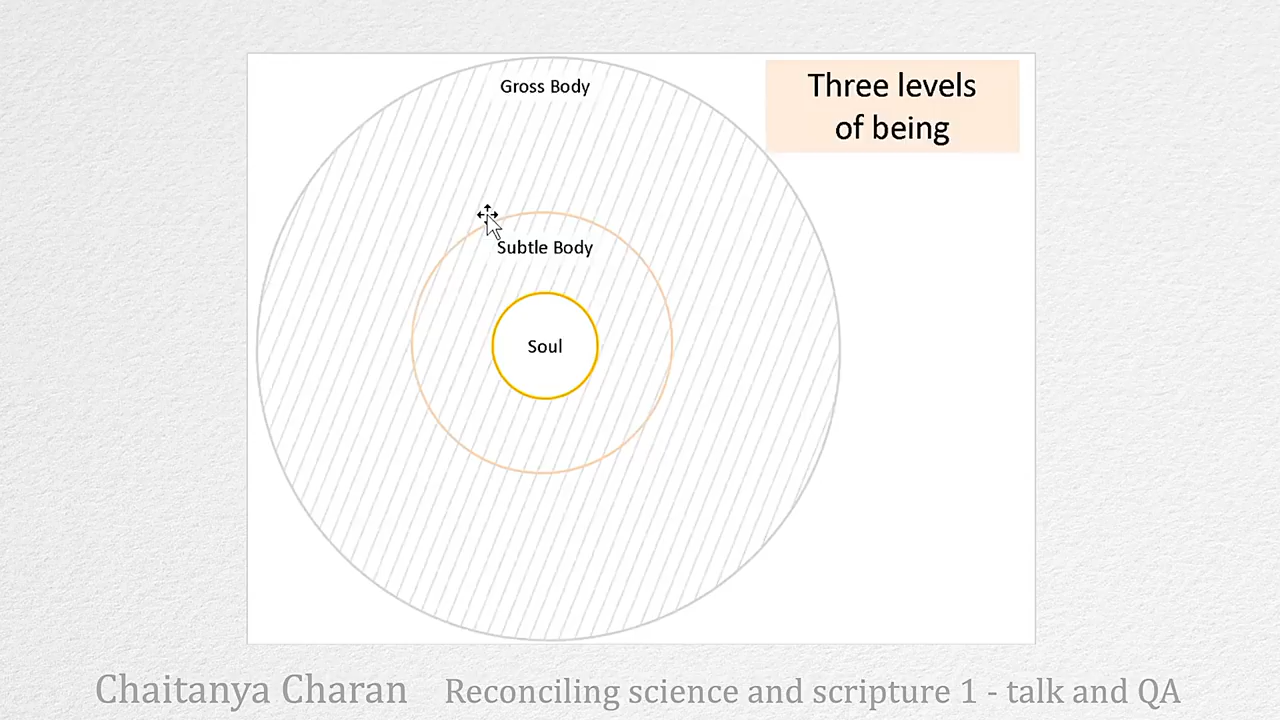 Gross Body
Three levels
of being
Subtle Body
Soul
Chaitanya Charan Reconciling science and scripture 1 - talk and QA